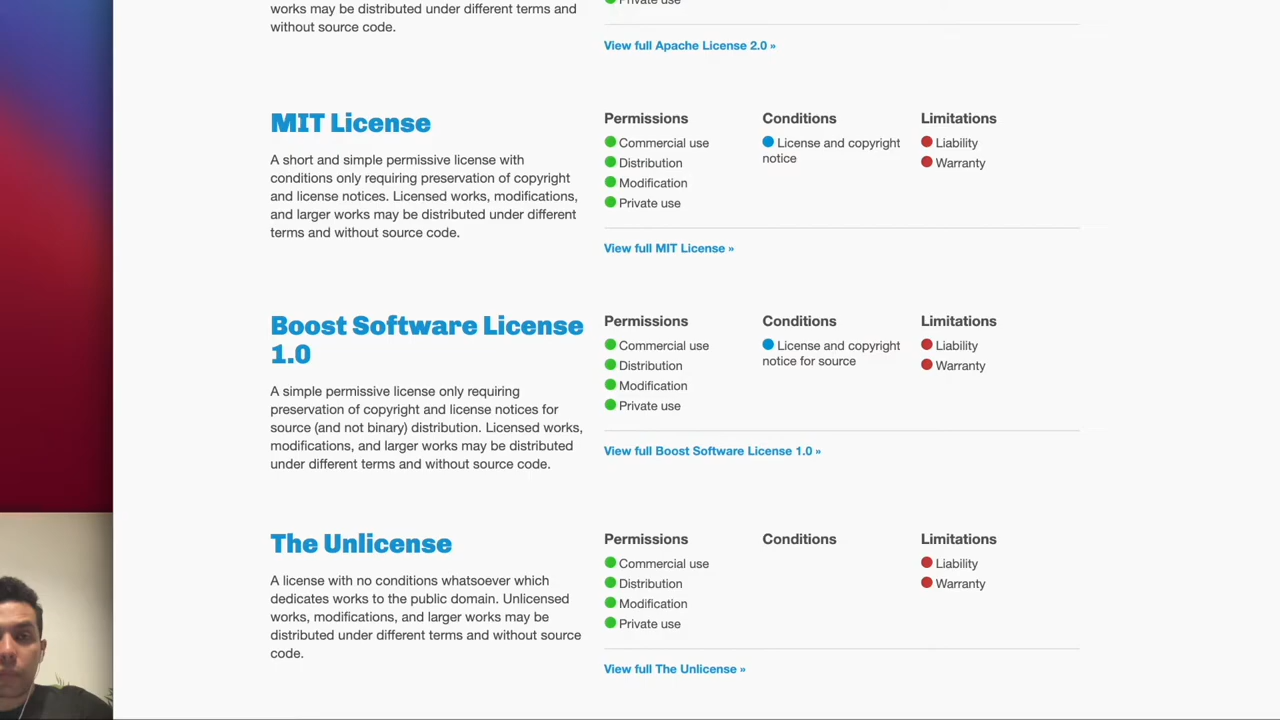 works may be distributed under different terms and
without source code.
Private use
View full Apache License 2.0 »
MIT License
A short and simple permissive license with
conditions only requiring preservation of copyright
and license notices. Licensed works, modifications,
and larger works may be distributed under different
terms and without source code.
Permissions
Commercial use
Distribution
Modification
Private use
Conditions
License and copyright
notice
Limitations
Liability
Warranty
View full MIT License »
Boost Software License
1.0
A simple permissive license only requiring
preservation of copyright and license notices for
source (and not binary) distribution. Licensed works,
modifications, and larger works may be distributed
under different terms and without source code.
Permissions
Commercial use
Distribution
Modification
Private use
Conditions
License and copyright
notice for source
Limitations
Liability
Warranty
View full Boost Software License 1.0 »
The Unlicense
A license with no conditions whatsoever which
dedicates works to the public domain. Unlicensed
works, modifications, and larger works may be
distributed under different terms and without source
code.
Permissions
Commercial use
Distribution
Modification
Private use
Conditions
Limitations
Liability
Warranty
View full The Unlicense »